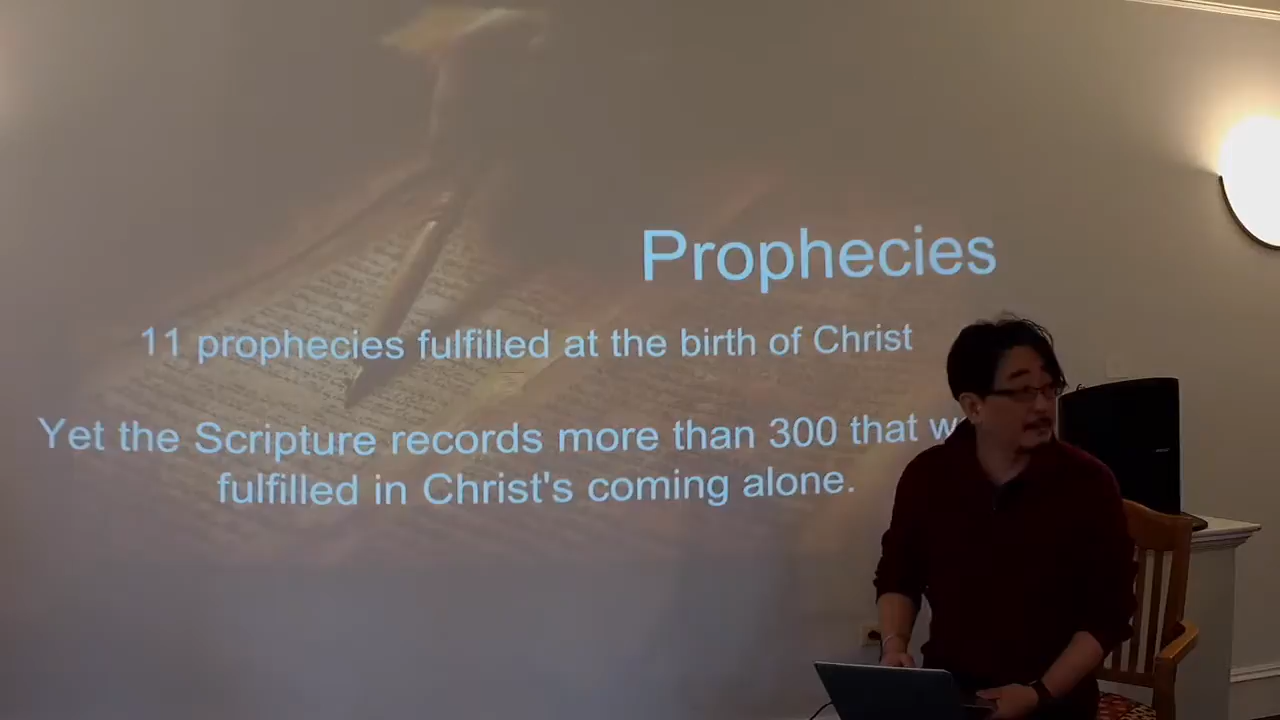 Prophecies
11 prophecies fulfilled at the birth of Christ
Yet the Scripture records more than 300 that
fulfilled in Christ's coming alone.